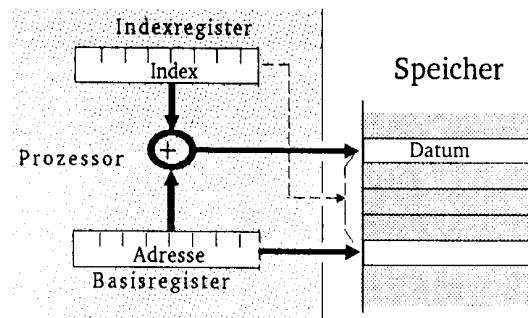 Indexregister
Index
Speicher
+
Datum
Prozessor
Adresse
Basisregister